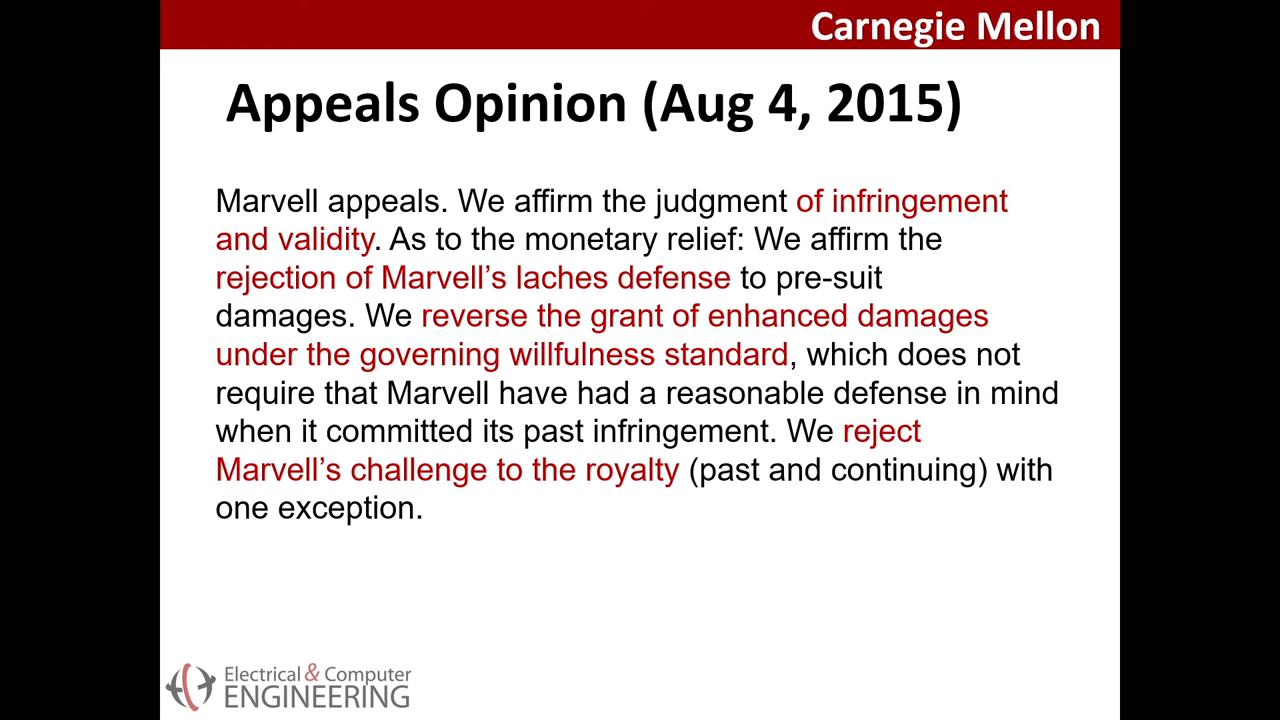 Carnegie Mellon
Appeals Opinion (Aug 4, 2015)
Marvell appeals. We affirm the judgment of infringement
and validity. As to the monetary relief: We affirm the
rejection of Marvell’s laches defense to pre-suit
damages. We reverse the grant of enhanced damages
under the governing willfulness standard, which does not
require that Marvell have had a reasonable defense in mind
when it committed its past infringement. We reject
Marvell’s challenge to the royalty (past and continuing) with
one exception.
Electrical & Computer
ENGINEERING